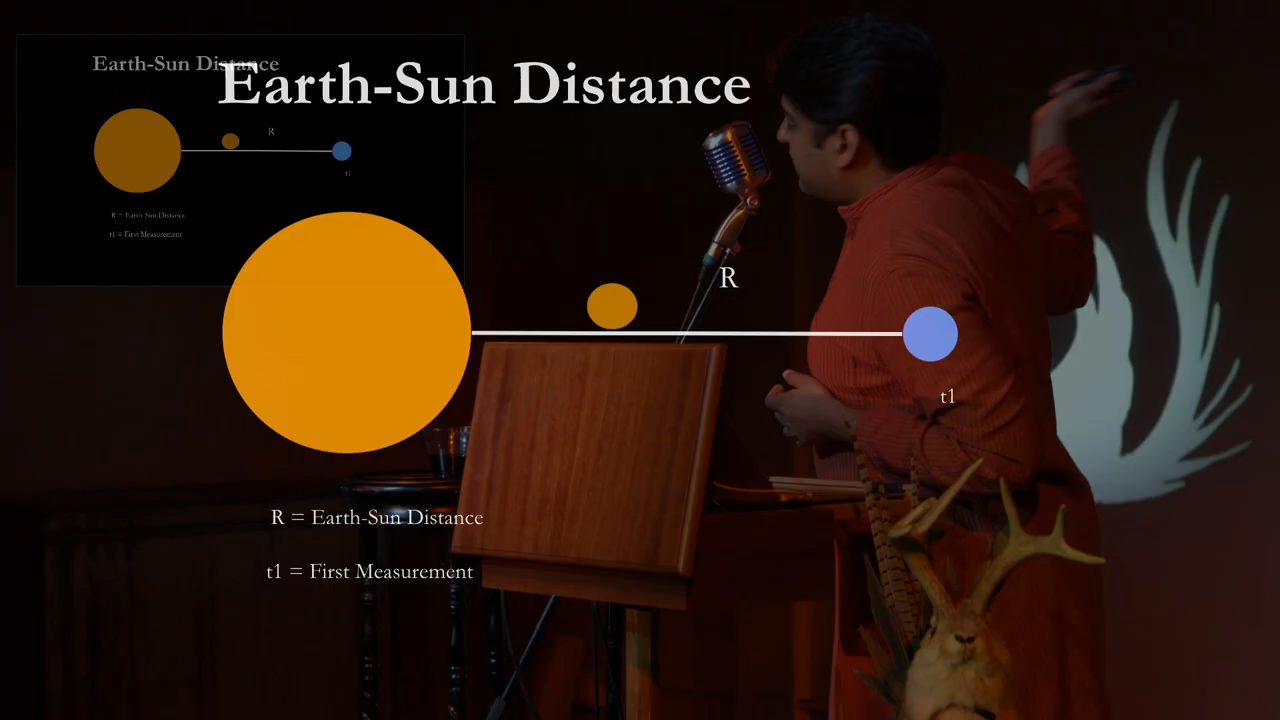 Earth-Sun Distance
R
t1
R = Earth-Sun Distance
t1 = First Measurement
Earth-Sun Distance
R
t1
R = Earth-Sun Distance
t1 = First Measurement